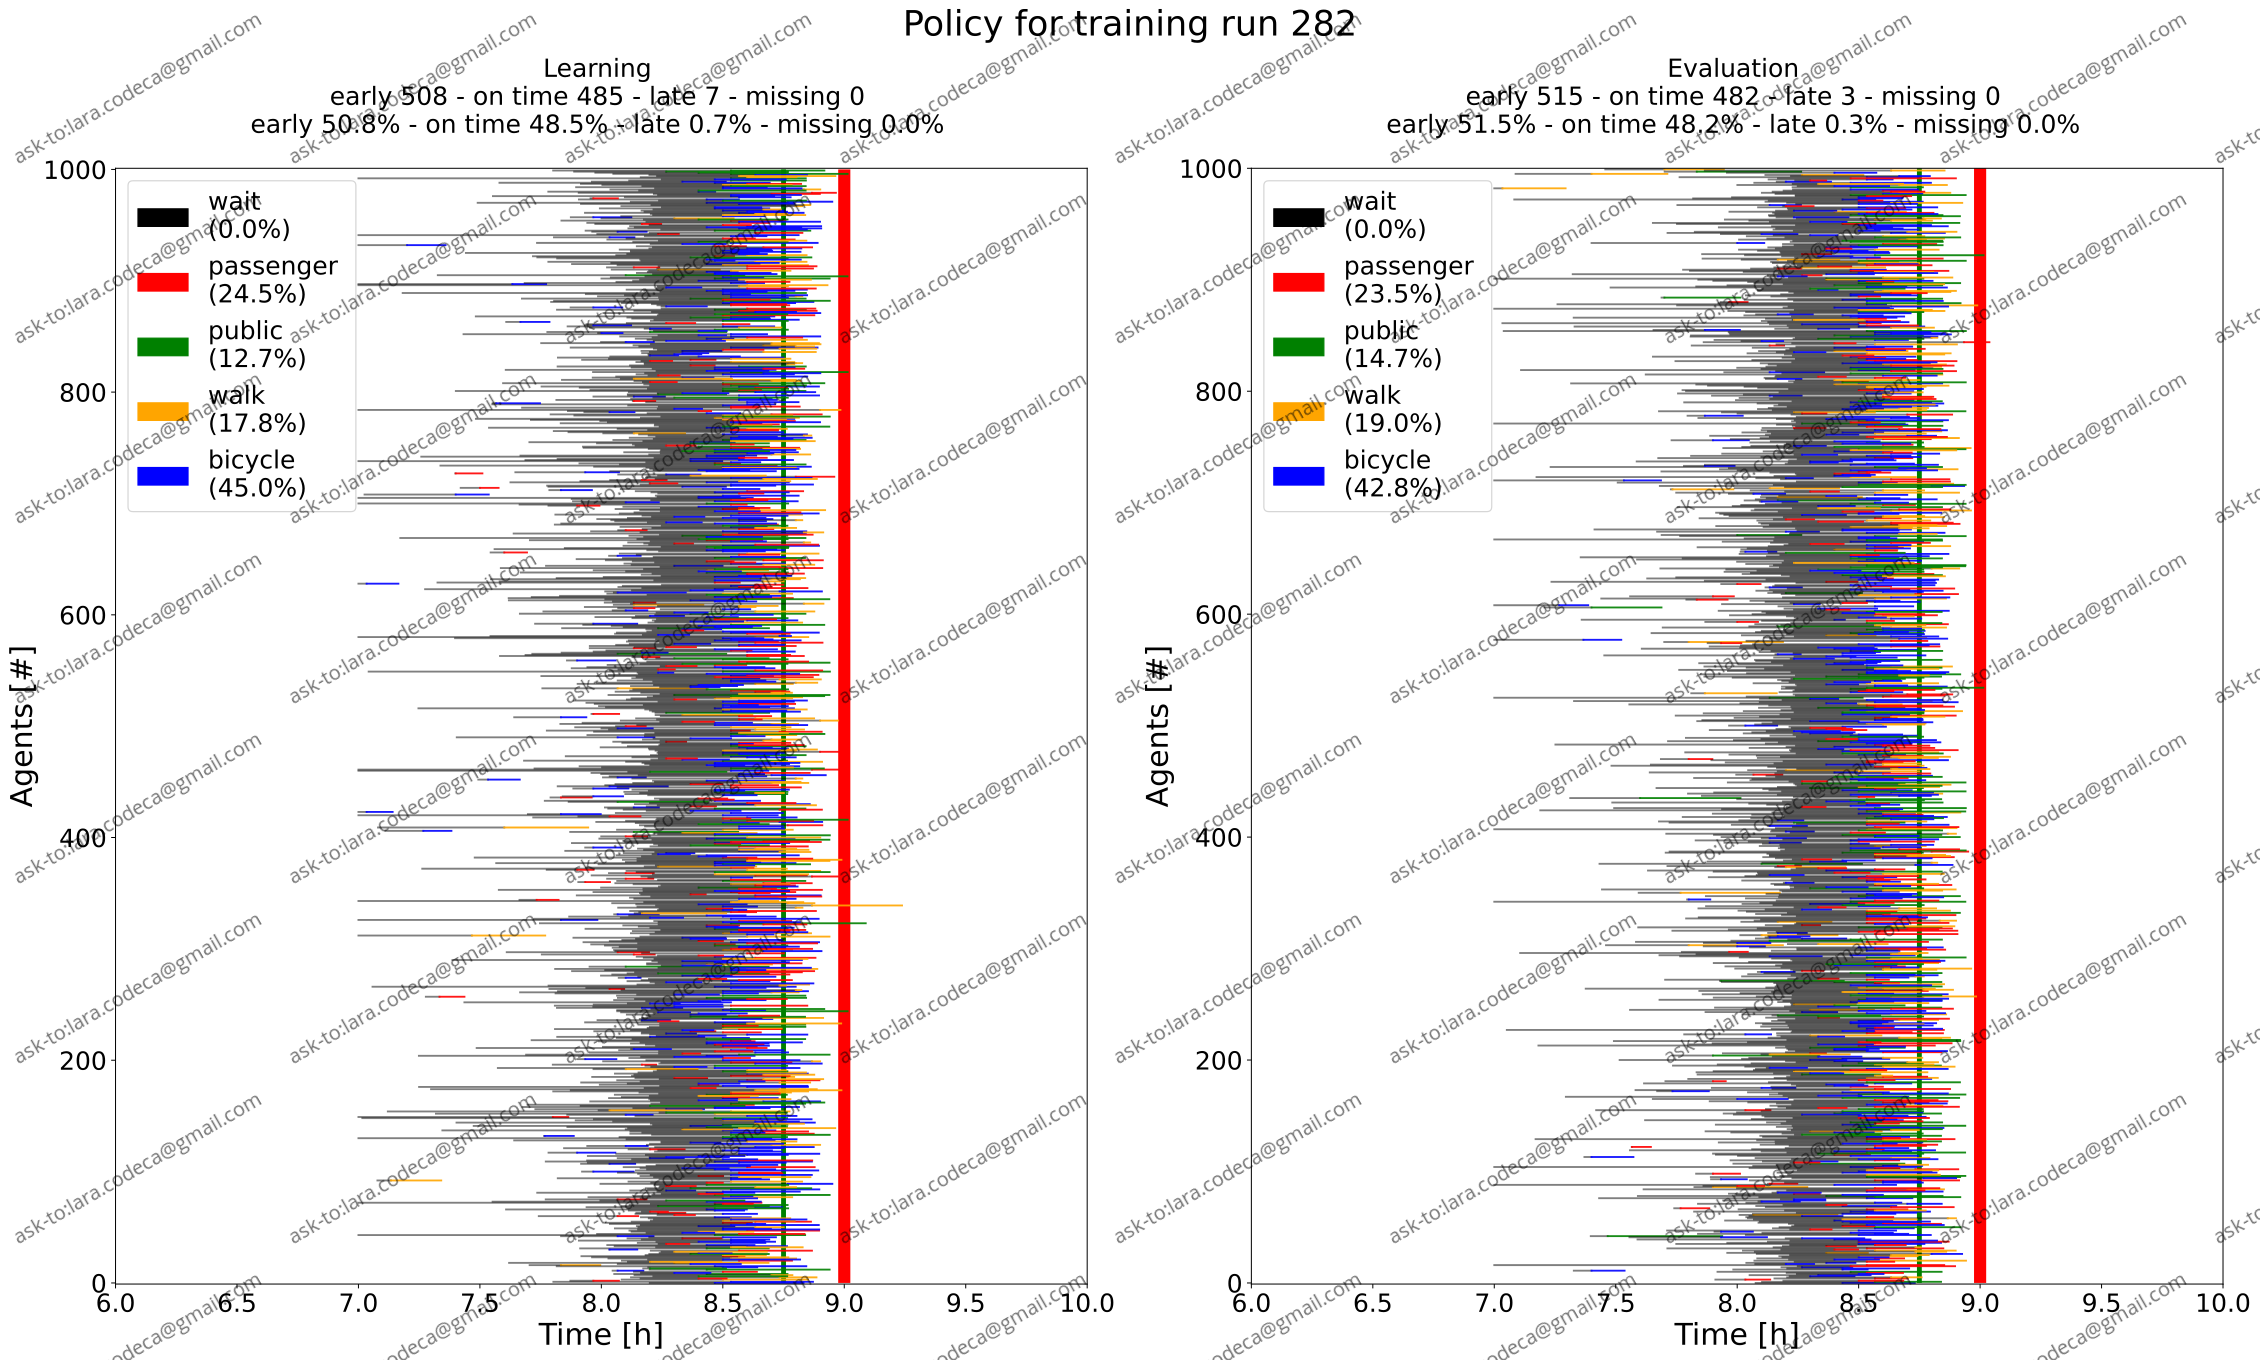 Policy for training run 282
Learning
early 508 - on time 485 - late 7 - missing 0
early 50.8% - on time 48.5% - late 0.7% - missing 0.0%
1000
800
600
400
200
0
Agents [#]
wait
(0.0%)
passenger
(24.5%)
public
(12.7%)
walk
(17.8%)
bicycle
(45.0%)
6.0 6.5 7.0 7.5 8.0 8.5 9.0 9.5 10.0
Time [h]
Evaluation
early 515 - on time 482 - late 3 - missing 0
early 51.5% - on time 48.2% - late 0.3% - missing 0.0%
1000
800
600
400
200
0
Agents [#]
wait
(0.0%)
passenger
(23.5%)
public
(14.7%)
walk
(19.0%)
bicycle
(42.8%)
6.0 6.5 7.0 7.5 8.0 8.5 9.0 9.5 10.0
Time [h]
ask-to:lara.codeca@gmail.com